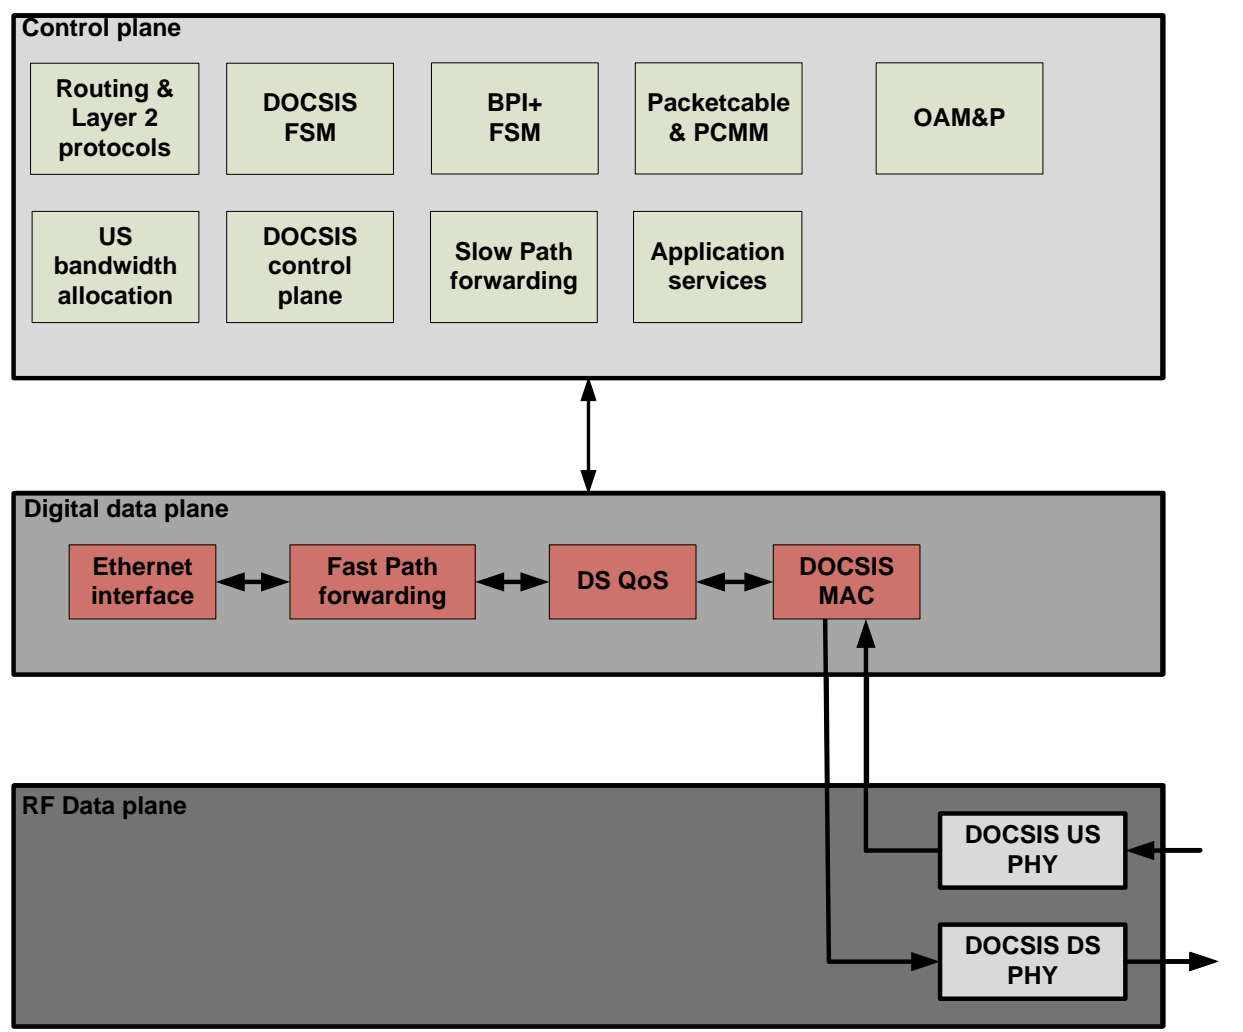 Control plane
Routing &
Layer 2
protocols
DOCSIS
FSM
BPI+
FSM
Packetcable
& PCMM
OAM&P
US
bandwidth
allocation
DOCSIS
control
plane
Slow Path
forwarding
Application
services
Digital data plane
Ethernet
interface
Fast Path
forwarding
DS QoS
DOCSIS
MAC
RF Data plane
DOCSIS US
PHY
DOCSIS DS
PHY